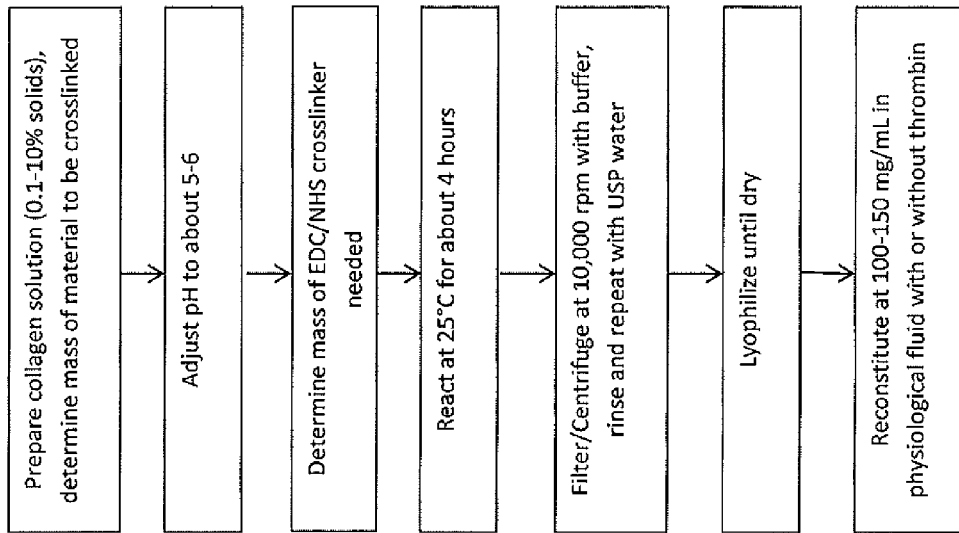 Prepare collagen solution (0.1-10% solids),
determine mass of material to be crosslinked
Adjust pH to about 5-6
Determine mass of EDC/NHS crosslinker
needed
React at 25°C for about 4 hours
Filter/Centrifuge at 10,000 rpm with buffer,
rinse and repeat with USP water
Lyophilize until dry
Reconstitute at 100-150 mg/mL in
physiological fluid with or without thrombin